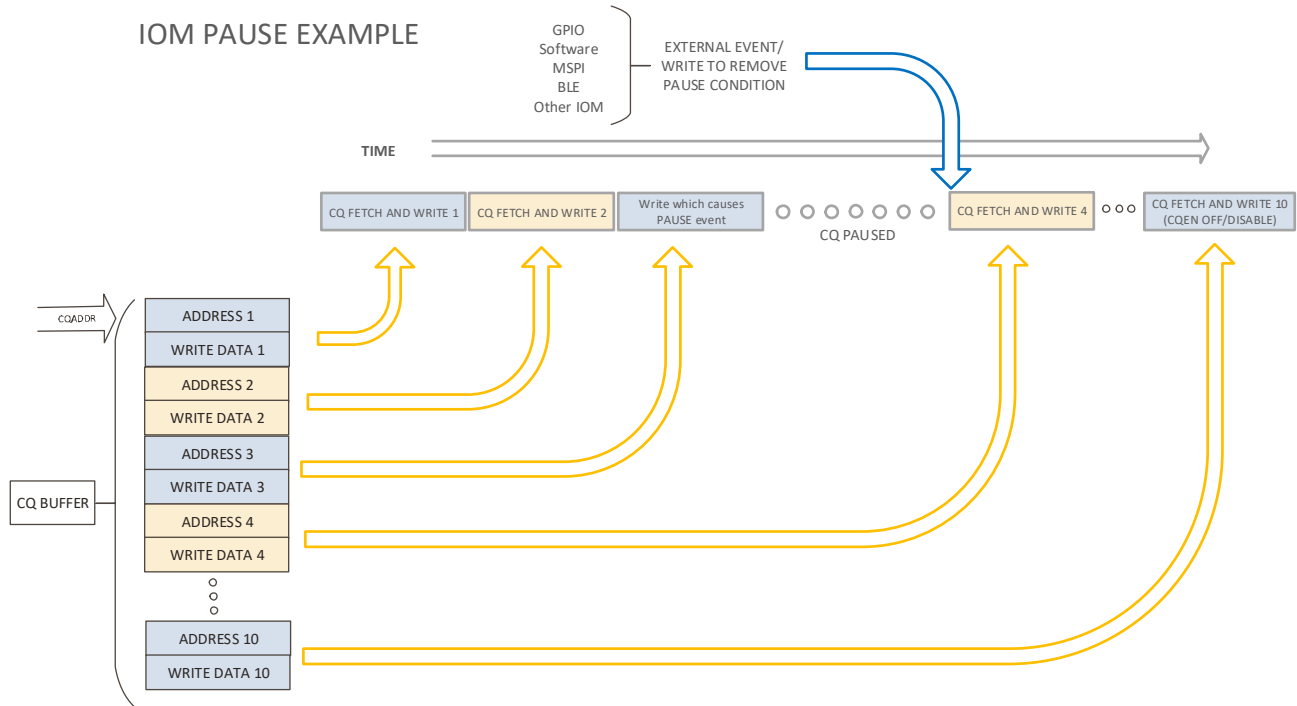 IOM PAUSE EXAMPLE
GPIO
Software
MSPI
BLE
Other IOM
EXTERNAL EVENT/
WRITE TO REMOVE
PAUSE CONDITION
TIME
CQ FETCH AND WRITE 1
CQ FETCH AND WRITE 2
Write which causes
PAUSE event
CQ PAUSED
CQ FETCH AND WRITE 4
CQ FETCH AND WRITE 10
(CQEN OFF/DISABLE)
CQADDR
ADDRESS 1
WRITE DATA 1
ADDRESS 2
WRITE DATA 2
ADDRESS 3
WRITE DATA 3
CQ BUFFER
ADDRESS 4
WRITE DATA 4
ADDRESS 10
WRITE DATA 10